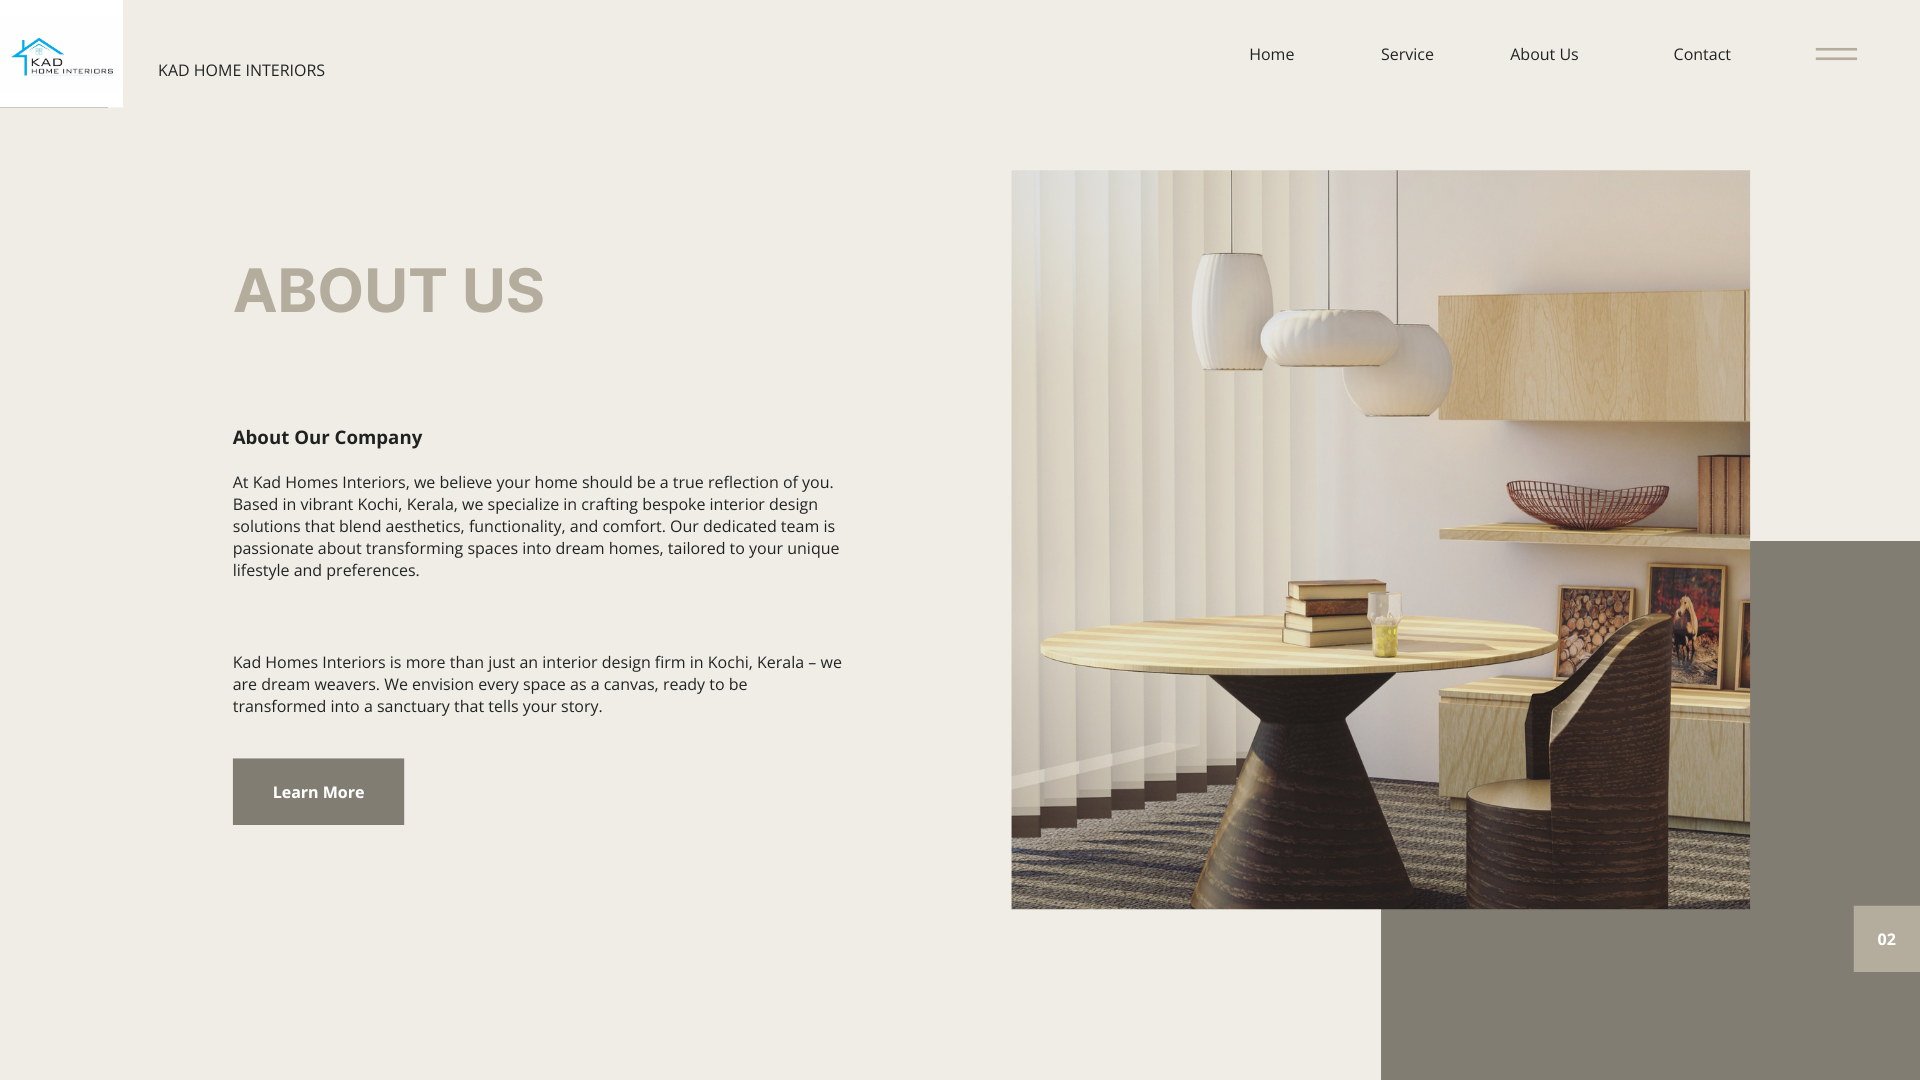 KAD
HOME INTERIORS
KAD HOME INTERIORS
Home
Service
About Us
Contact
ABOUT US
About Our Company
At Kad Homes Interiors, we believe your home should be a true reflection of you.
Based in vibrant Kochi, Kerala, we specialize in crafting bespoke interior design
solutions that blend aesthetics, functionality, and comfort. Our dedicated team is
passionate about transforming spaces into dream homes, tailored to your unique
lifestyle and preferences.
Kad Homes Interiors is more than just an interior design firm in Kochi, Kerala – we
are dream weavers. We envision every space as a canvas, ready to be
transformed into a sanctuary that tells your story.
Learn More
02